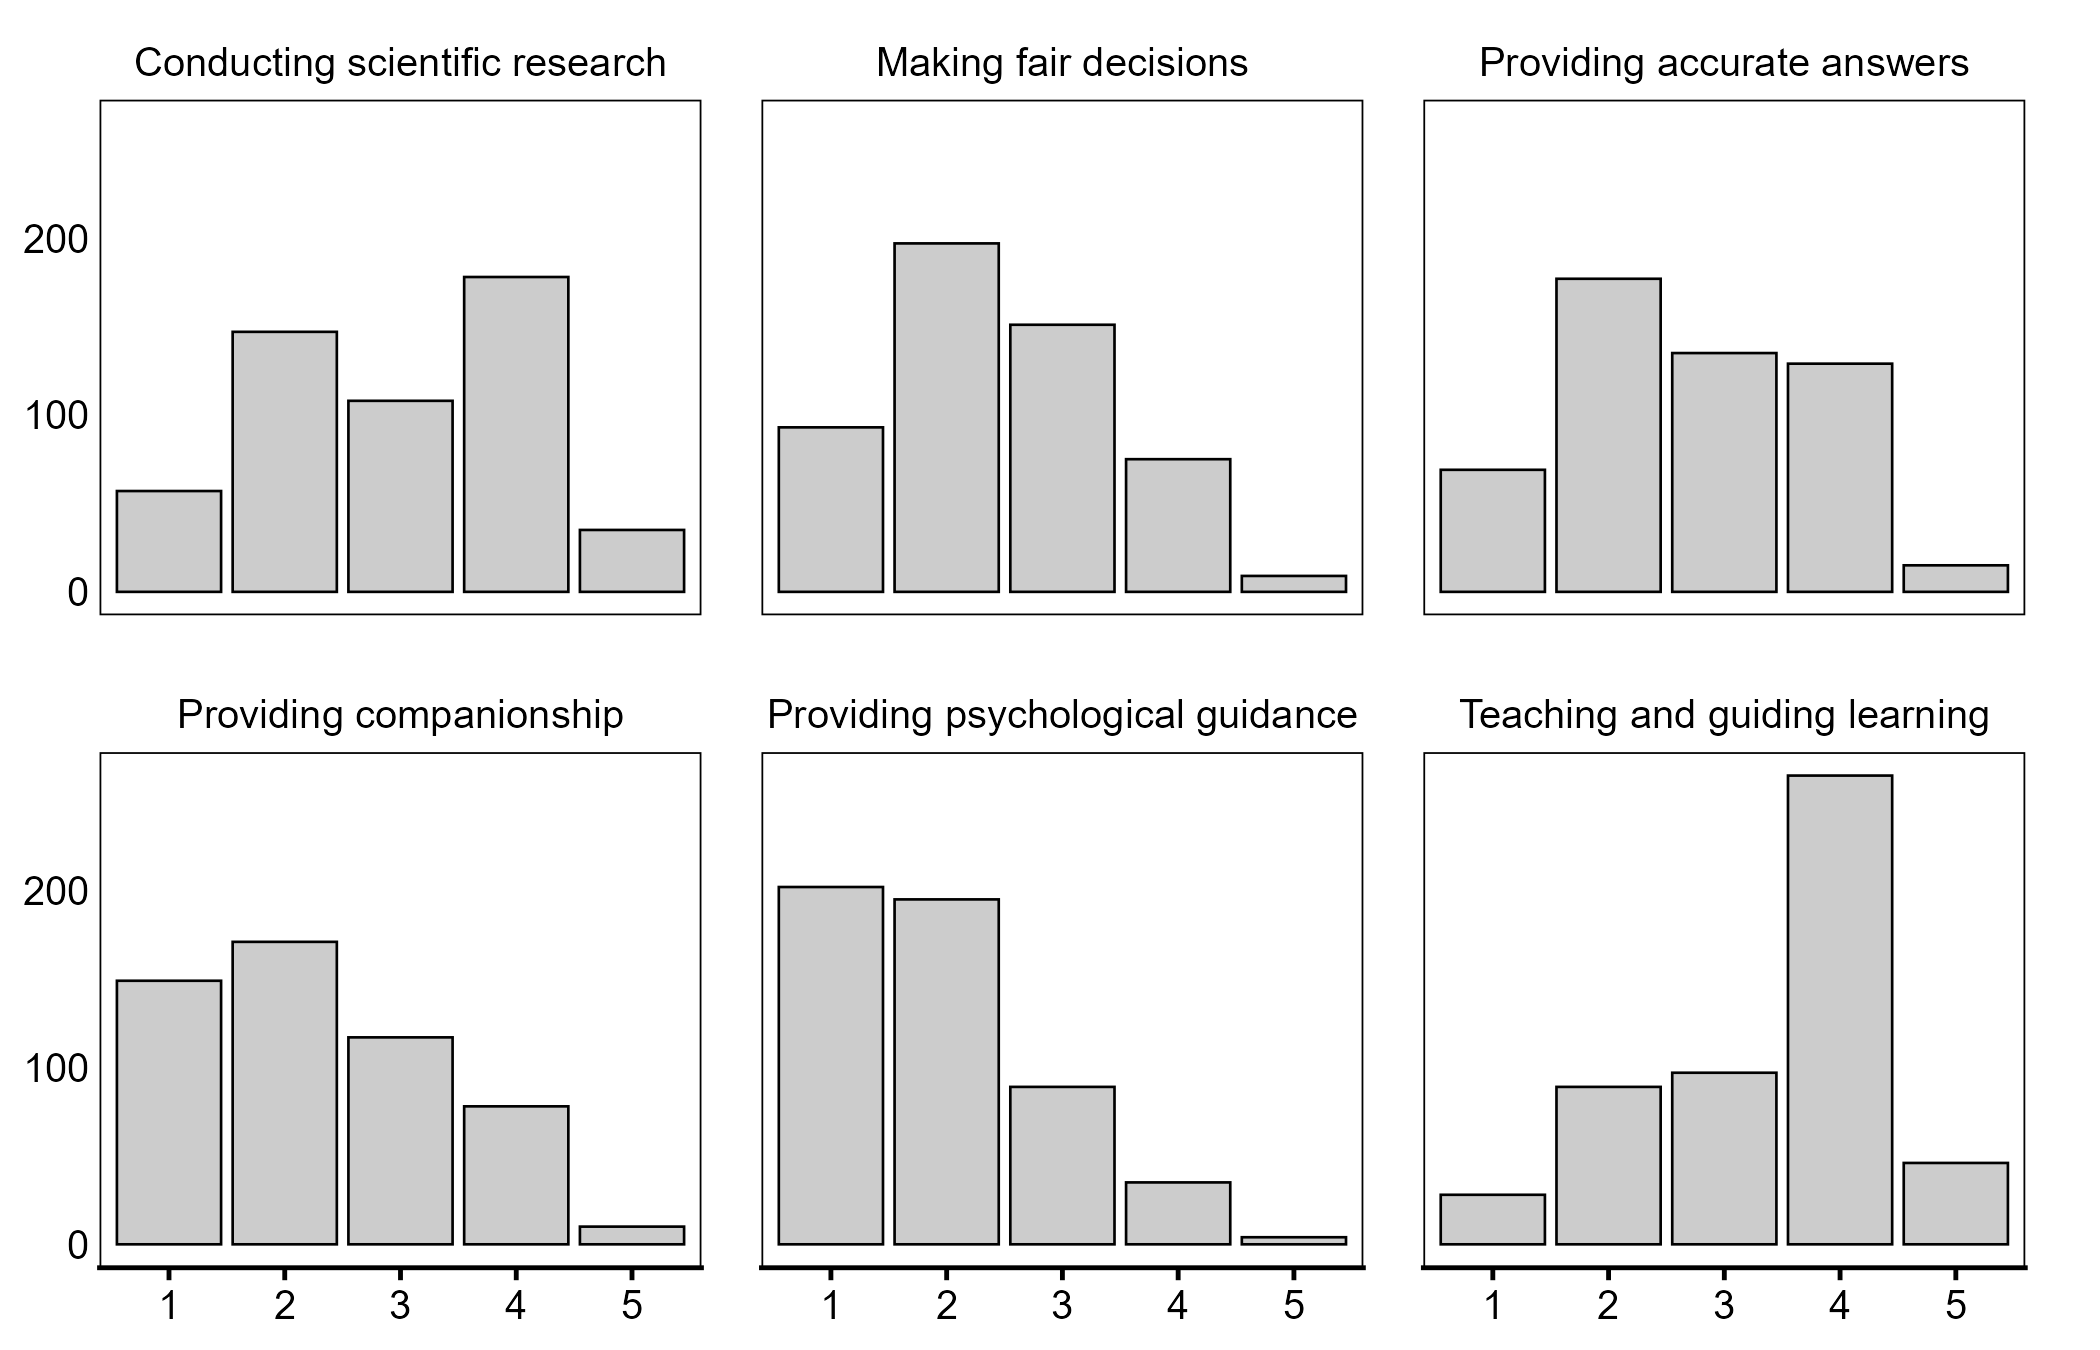 Conducting scientific research
Making fair decisions
Providing accurate answers
200
100
0
Providing companionship
Providing psychological guidance
Teaching and guiding learning
200
100
0
1 2 3 4 5
1 2 3 4 5
1 2 3 4 5